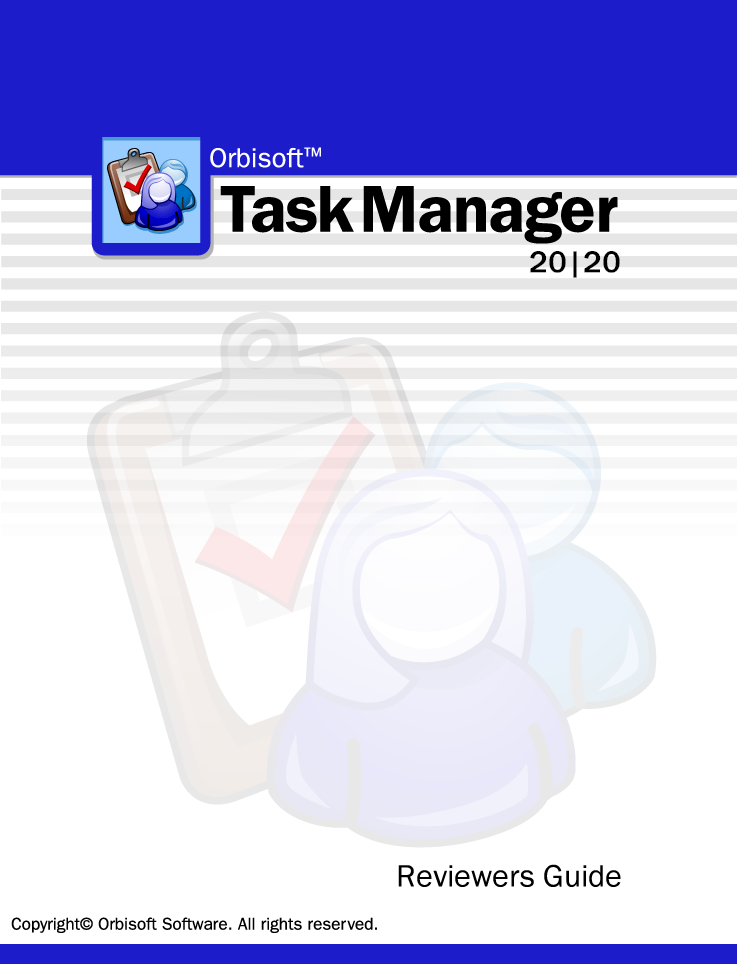 Orbisoft™
Task Manager
20|20
Reviewers Guide
Copyright© Orbisoft Software. All rights reserved.